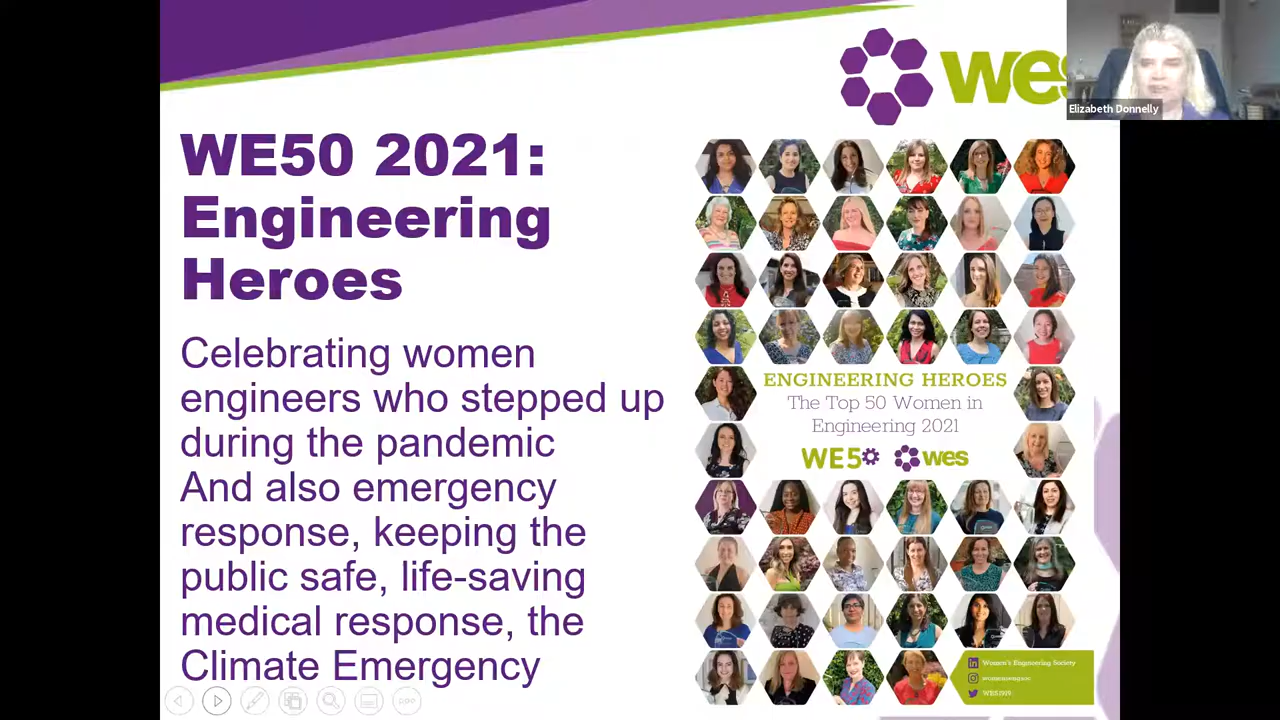 wes
Elizabeth Donnelly
WE50 2021:
Engineering
Heroes
Celebrating women
engineers who stepped up
during the pandemic
And also emergency
response, keeping the
public safe, life-saving
medical response, the
Climate Emergency
ENGINEERING HEROES
The Top 50 Women in
Engineering 2021
WE50 wes
Women's Engineering Society
WES1919